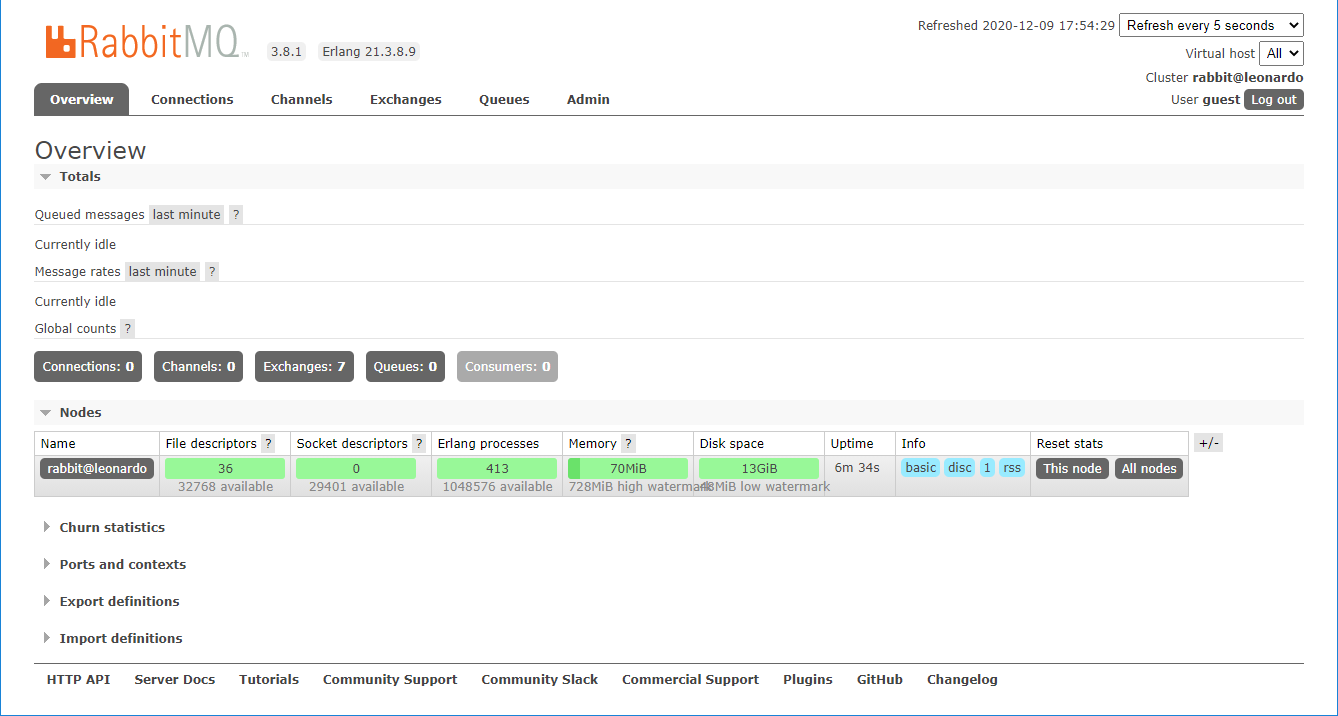 RabbitMQ TM 3.8.1 Erlang 21.3.8.9
Refreshed 2020-12-09 17:54:29 Refresh every 5 seconds
Virtual host All
Cluster rabbit@leonardo
User guest Log out
Overview Connections Channels Exchanges Queues Admin
Overview
Totals
Queued messages last minute ?
Currently idle
Message rates last minute ?
Currently idle
Global counts ?
Connections: 0 Channels: 0 Exchanges: 7 Queues: 0 Consumers: 0
Nodes
Name File descriptors ? Socket descriptors ? Erlang processes Memory ? Disk space Uptime Info Reset stats +/-
rabbit@leonardo 36 0 413 70MiB 13GiB 6m 34s basic disc 1 rss This node All nodes
32768 available 29401 available 1048576 available 728MiB high watermark 48MiB low watermark
Churn statistics
Ports and contexts
Export definitions
Import definitions
HTTP API Server Docs Tutorials Community Support Community Slack Commercial Support Plugins GitHub Changelog